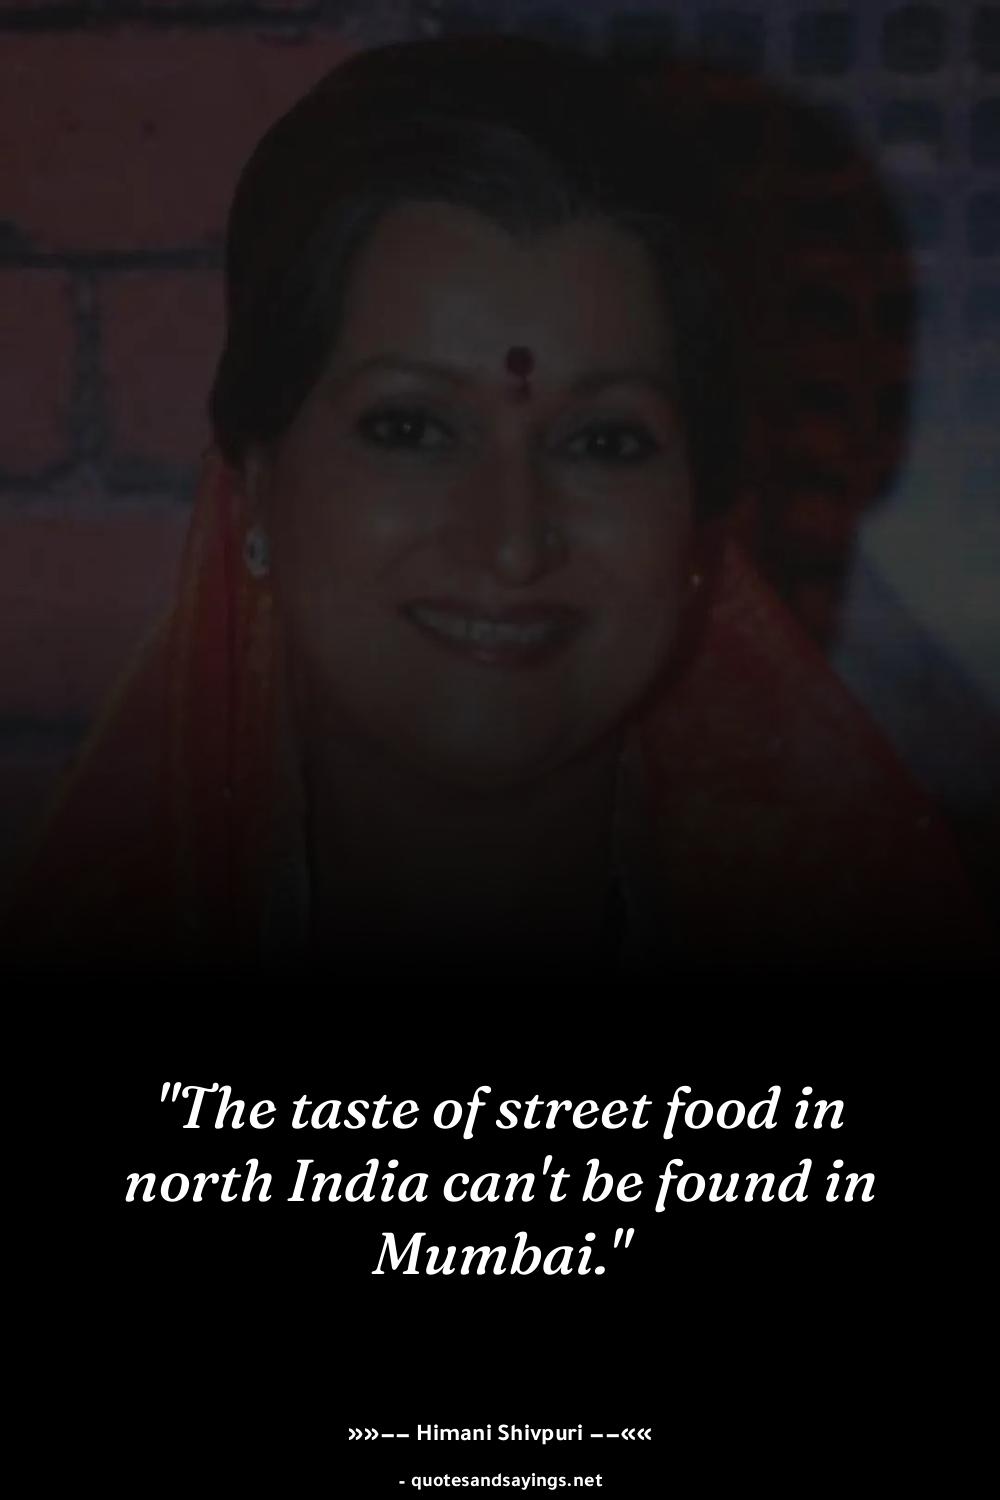 "The taste of street food in
north India can't be found in
Mumbai."
»»−− Himani Shivpuri −−««
- quotesandsayings.net